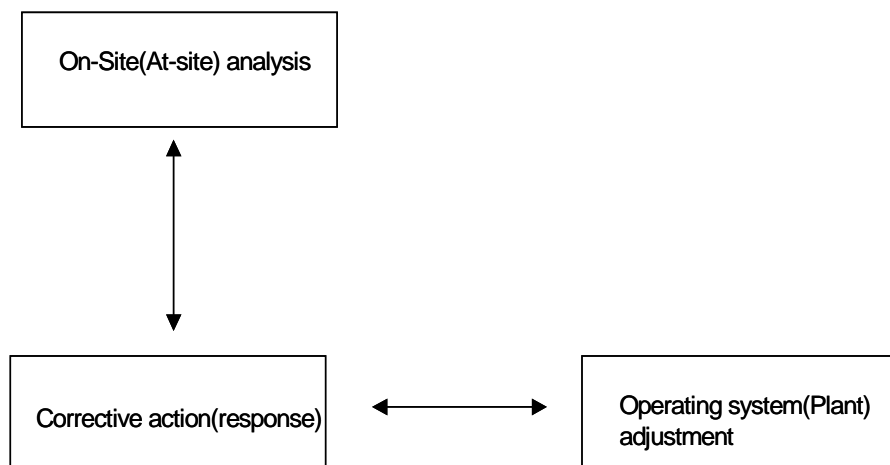 On-Site(At-site) analysis
Corrective action(response)
Operating system(Plant)
adjustment